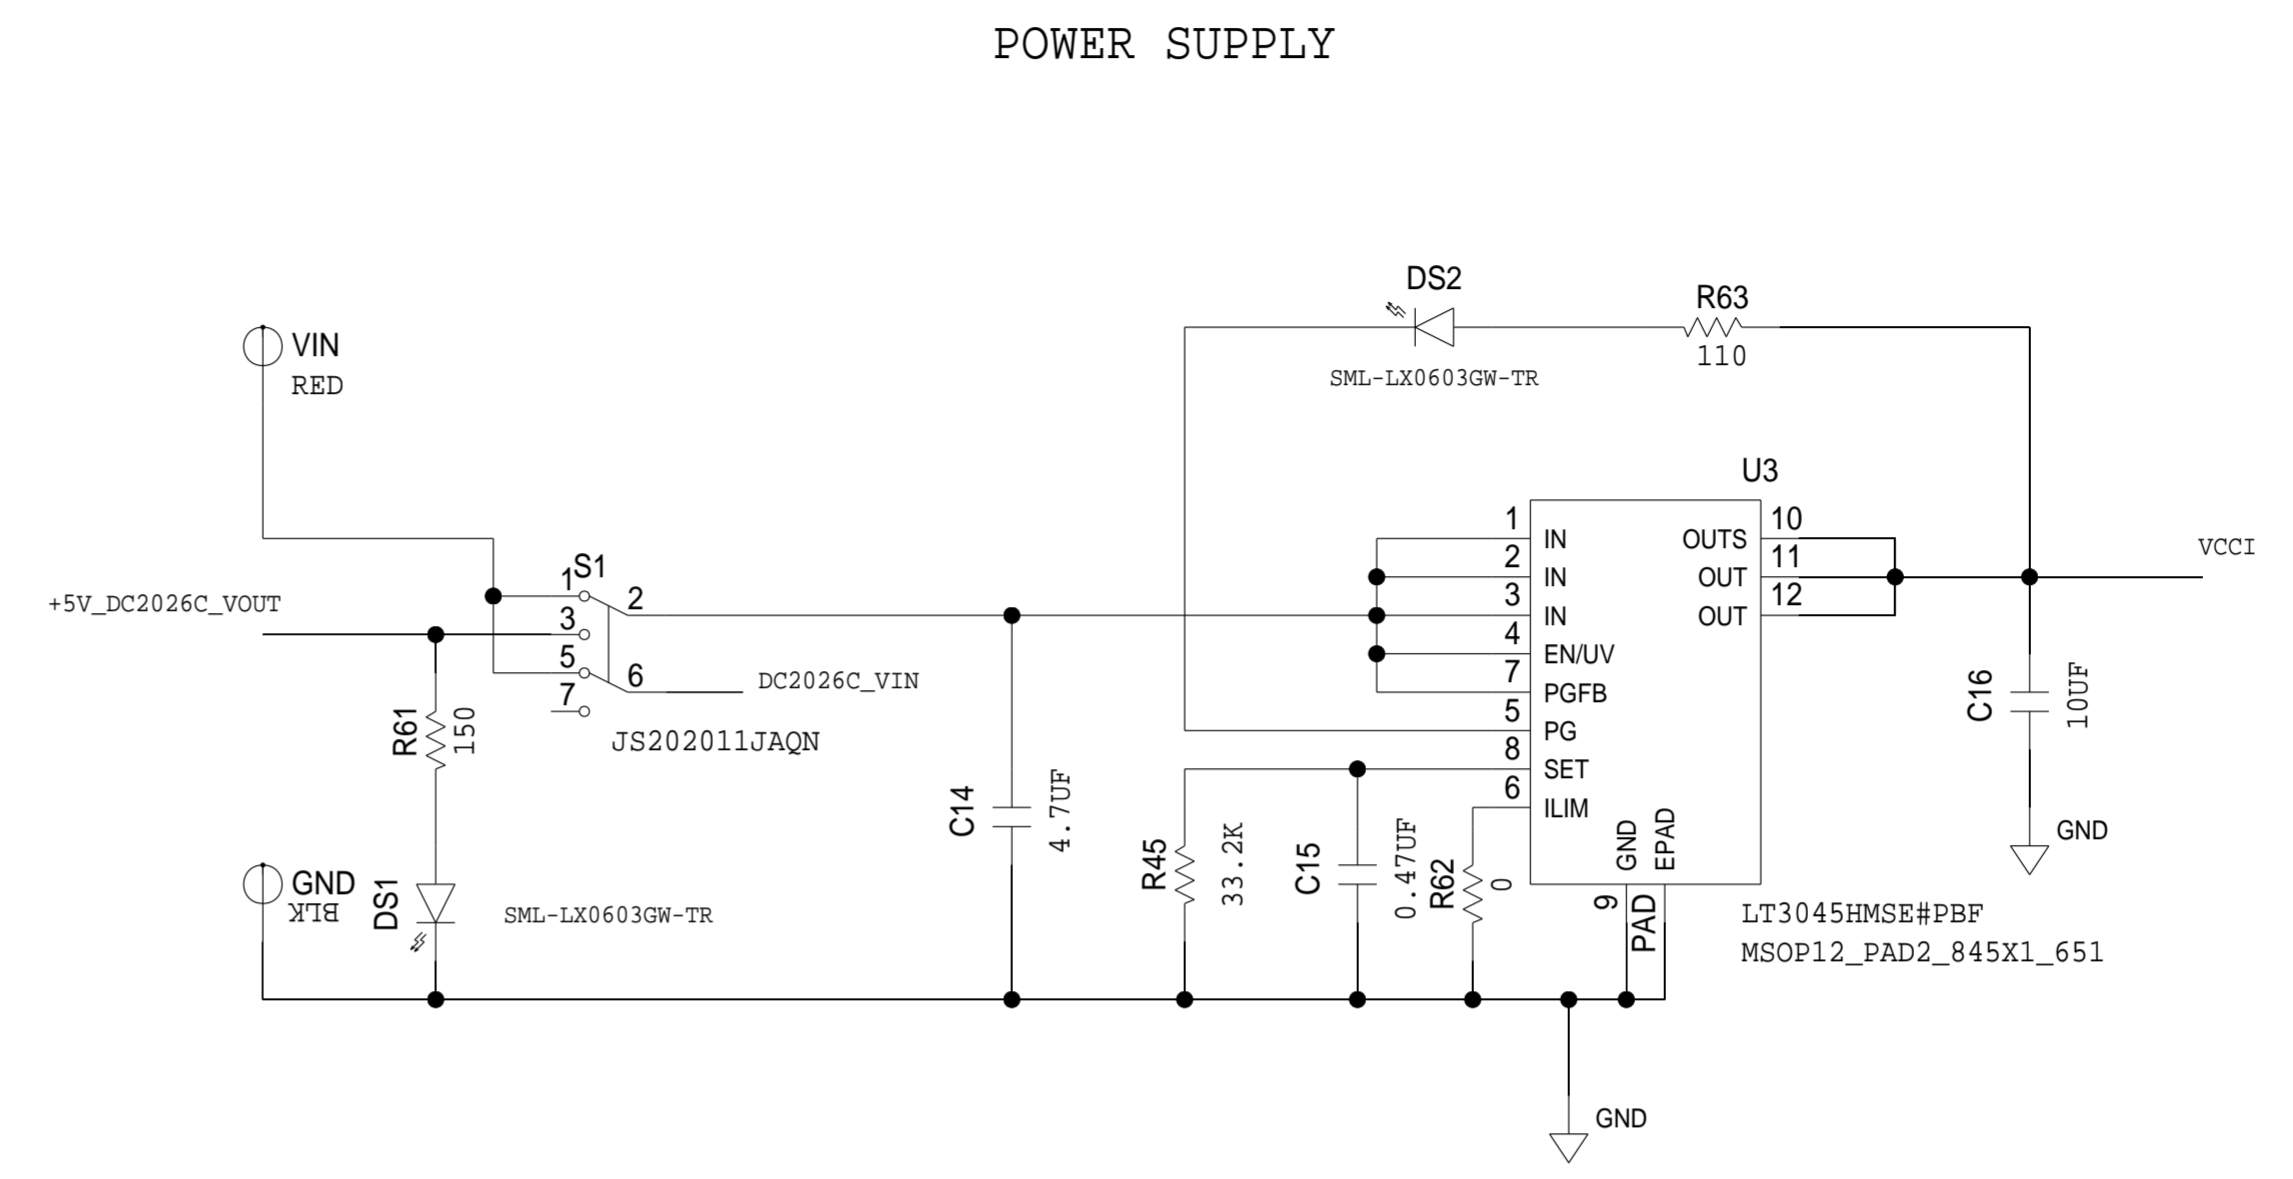 POWER SUPPLY
DS2
R63
110
SML-LX0603GW-TR
VIN
RED
U3
1
IN
2
IN
3
IN
4
EN/UV
7
PGFB
5
PG
8
SET
6
ILIM
OUTS
10
OUT
11
OUT
12
VCCI
GND
EPAD
9
PAD
LT3045HMSE#PBF
MSOP12_PAD2_845X1_651
S1
1
2
3
5
6
7
+5V_DC2026C_VOUT
DC2026C_VIN
JS202011JAQN
R61
150
GND
BLK
DS1
SML-LX0603GW-TR
C14
4.7UF
R45
33.2K
C15
0.47UF
R62
0
C16
10UF
GND
GND